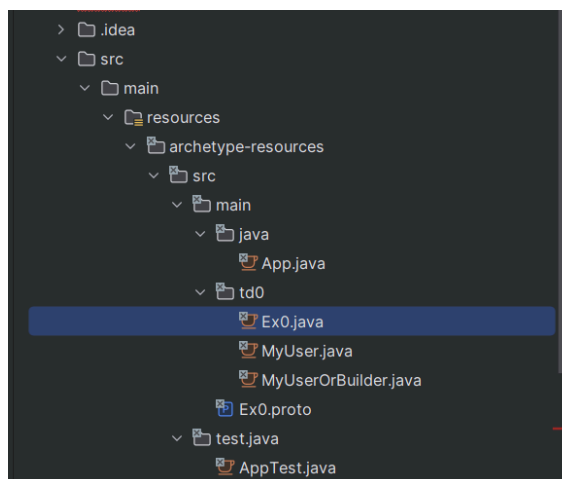 .idea
src
main
resources
archetype-resources
src
main
java
App.java
td0
Ex0.java
MyUser.java
MyUserOrBuilder.java
Ex0.proto
test.java
AppTest.java